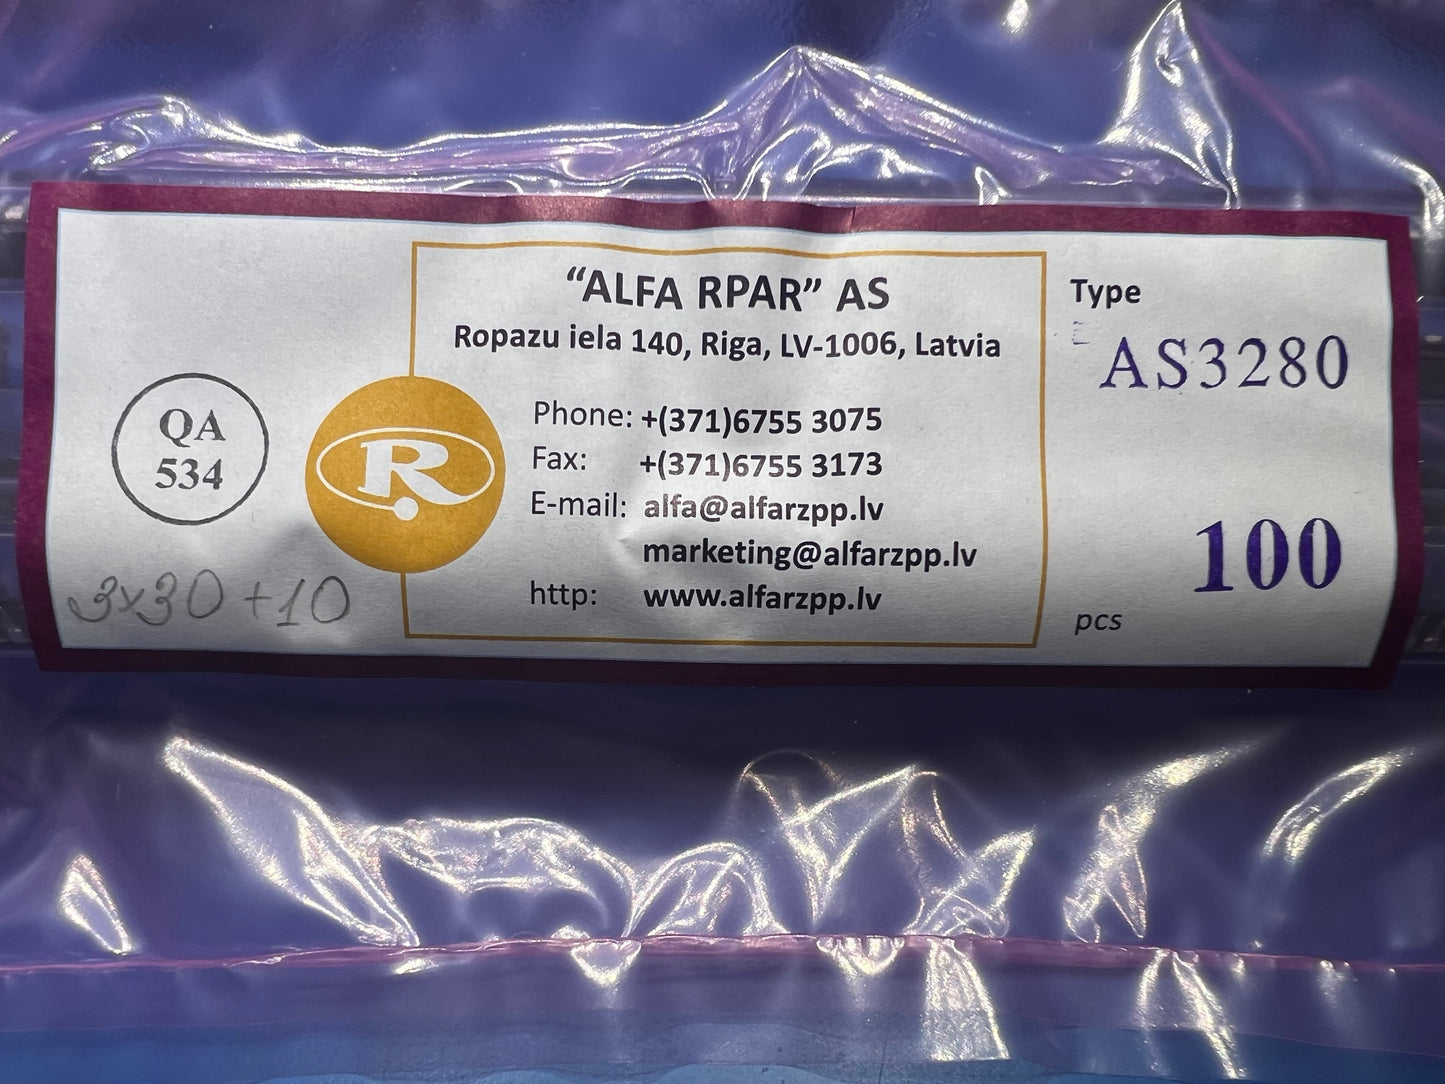 "ALFA RPAR" AS
Ropazu iela 140, Riga, LV-1006, Latvia
Phone: +(371)6755 3075
Fax: +(371)6755 3173
E-mail: alfa@alfarzpp.lv
marketing@alfarzpp.lv
http: www.alfarzpp.lv
QA
534
R
3x30+10
Type
AS3280
100
pcs